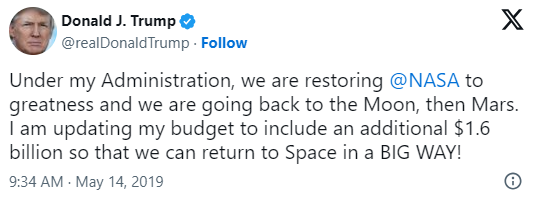 Donald J. Trump
@realDonaldTrump · Follow
Under my Administration, we are restoring @NASA to
greatness and we are going back to the Moon, then Mars.
I am updating my budget to include an additional $1.6
billion so that we can return to Space in a BIG WAY!
9:34 AM · May 14, 2019